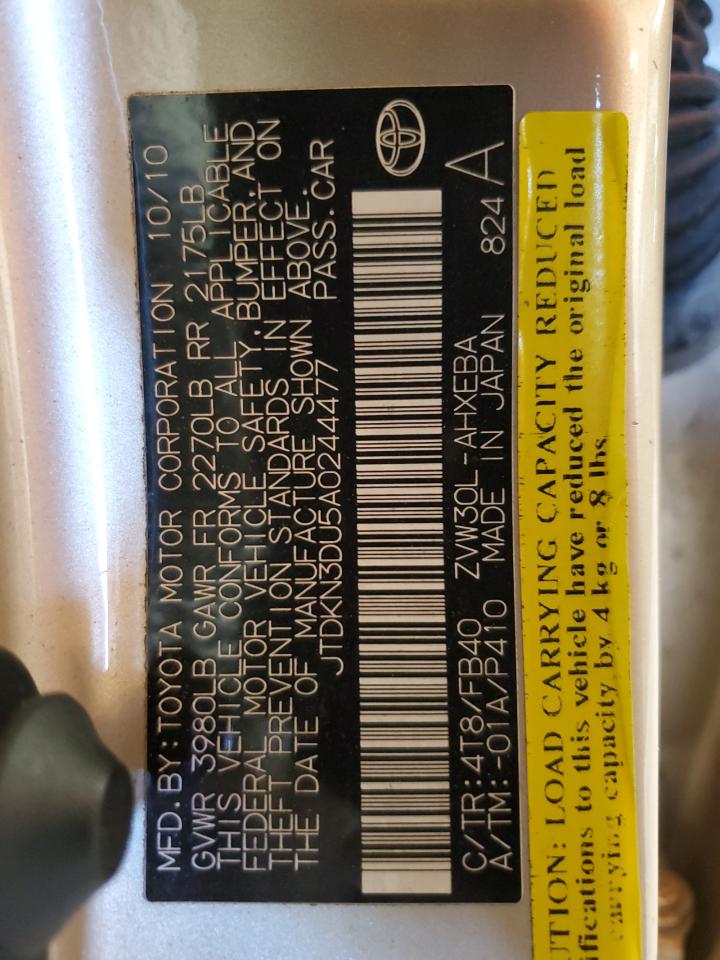 MFD. BY: TOYOTA MOTOR CORPORATION 10/10
GVWR 3980LB GAWR FR 2270LB RR 2175LB
THIS VEHICLE CONFORMS TO ALL APPLICABLE
FEDERAL MOTOR VEHICLE SAFETY, BUMPER, AND
THEFT PREVENTION STANDARDS IN EFFECT ON
THE DATE OF MANUFACTURE SHOWN ABOVE.
JTDKN3DU5A0244477 PASS. CAR
C/TR: 4T8/FB40 ZVW30L-AHXEBA 824 A
A/TM: -01A/P410 MADE IN JAPAN
UTION: LOAD CARRYING CAPACITY REDUCED
ifications to this vehicle have reduced the original load
carrying capacity by 4 kg or 8 lbs.